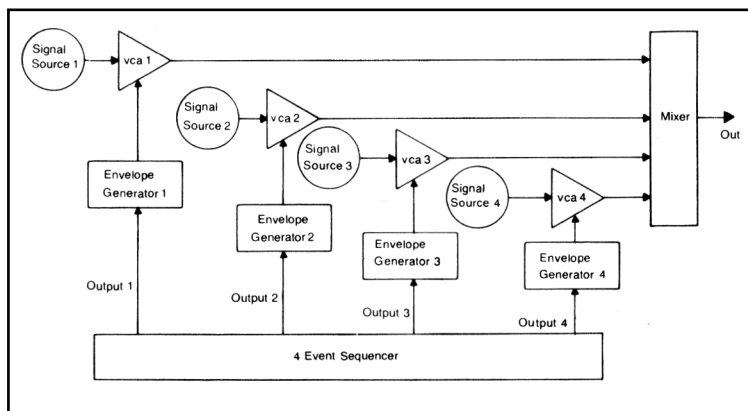 Signal
Source 1
vca 1
Signal
Source 2
vca 2
Mixer
Out
Signal
Source 3
vca 3
Signal
Source 4
vca 4
Envelope
Generator 1
Envelope
Generator 2
Envelope
Generator 3
Envelope
Generator 4
Output 1
Output 2
Output 3
Output 4
4 Event Sequencer